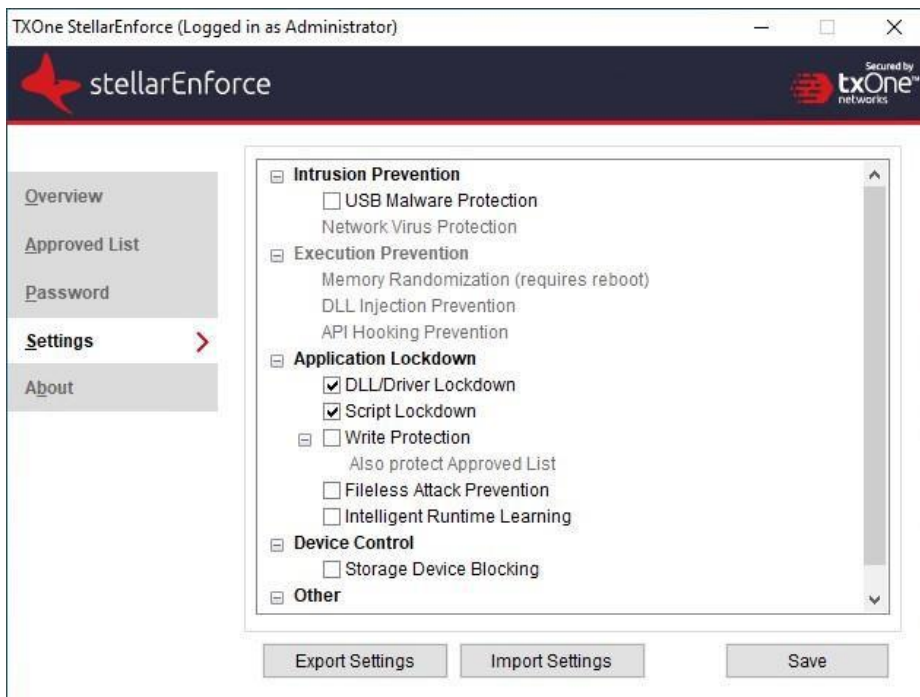 TXOne StellarEnforce (Logged in as Administrator)
stellarEnforce
Secured by
txOne™
networks
Overview
Approved List
Password
Settings
About
Intrusion Prevention
USB Malware Protection
Network Virus Protection
Execution Prevention
Memory Randomization (requires reboot)
DLL Injection Prevention
API Hooking Prevention
Application Lockdown
DLL/Driver Lockdown
Script Lockdown
Write Protection
Also protect Approved List
Fileless Attack Prevention
Intelligent Runtime Learning
Device Control
Storage Device Blocking
Other
Export Settings
Import Settings
Save